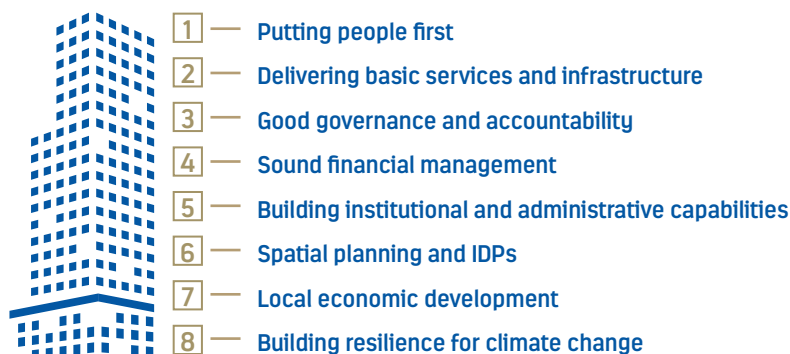 1 — Putting people first
2 — Delivering basic services and infrastructure
3 — Good governance and accountability
4 — Sound financial management
5 — Building institutional and administrative capabilities
6 — Spatial planning and IDPs
7 — Local economic development
8 — Building resilience for climate change